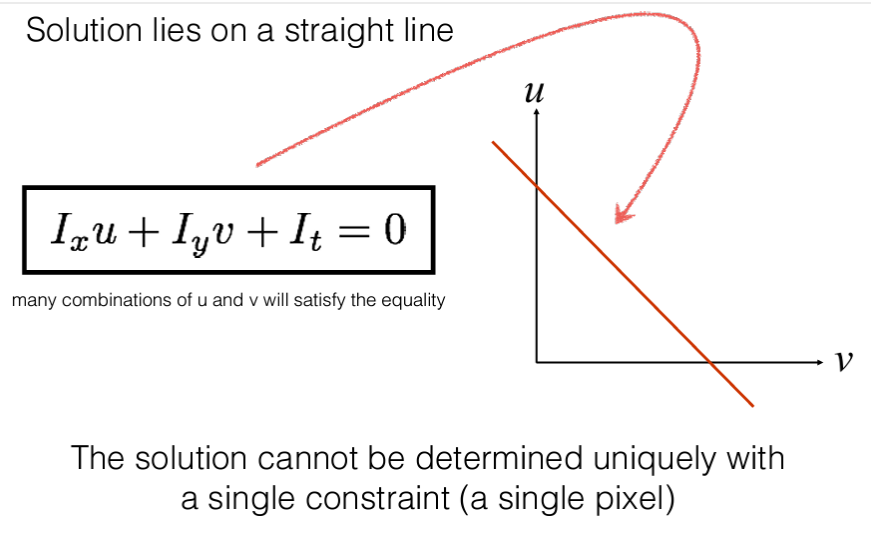 Solution lies on a straight line
u
I_x u + I_y v + I_t = 0
many combinations of u and v will satisfy the equality
v
The solution cannot be determined uniquely with
a single constraint (a single pixel)